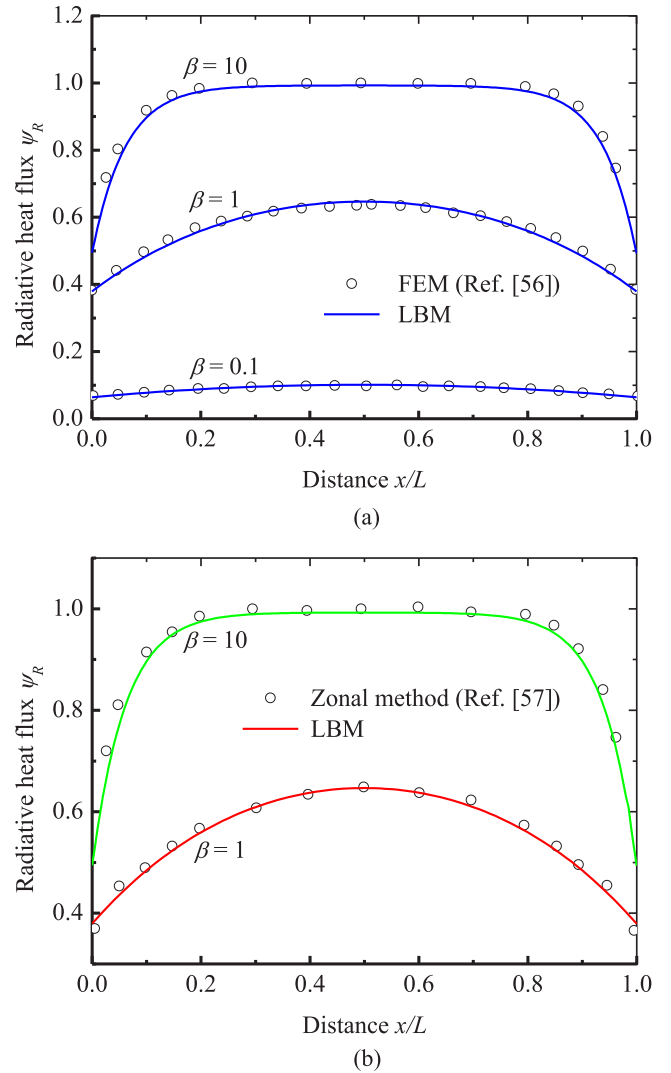 1.2
1.0
0.8
0.6
0.4
0.2
0.0
Radiative heat flux ψ_R
β = 10
β = 1
FEM (Ref. [56])
LBM
β = 0.1
0.0 0.2 0.4 0.6 0.8 1.0
Distance x/L
(a)
1.0
0.8
0.6
0.4
Radiative heat flux ψ_R
β = 10
Zonal method (Ref. [57])
LBM
β = 1
0.0 0.2 0.4 0.6 0.8 1.0
Distance x/L
(b)